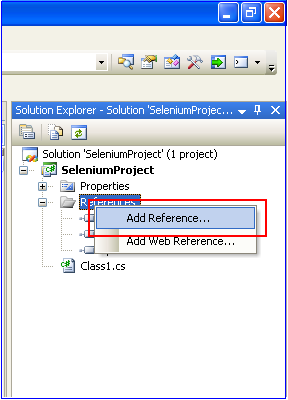 Solution Explorer - Solution 'SeleniumProjec...
Solution 'SeleniumProject' (1 project)
SeleniumProject
Properties
References
Add Reference...
Add Web Reference...
Class1.cs